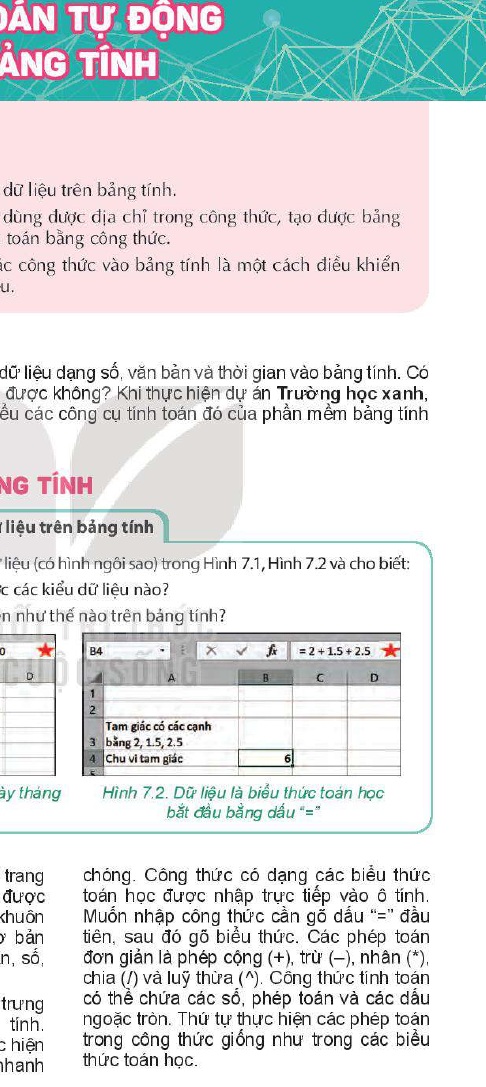 OÁN TỰ ĐỘNG
ẢNG TÍNH
dữ liệu trên bảng tính.
dùng được địa chỉ trong công thức, tạo được bảng
toán bằng công thức.
công thức vào bảng tính là một cách điều khiển
dữ liệu dạng số, văn bản và thời gian vào bảng tính. Có
được không? Khi thực hiện dự án Trường học xanh,
các công cụ tính toán đó của phần mềm bảng tính
NG TÍNH
liệu trên bảng tính
liệu (có hình ngôi sao) trong Hình 7.1, Hình 7.2 và cho biết:
các kiểu dữ liệu nào?
như thế nào trên bảng tính?
0
D
B4 fx = 2 + 1.5 + 2.5
A B C D
1
2
Tam giác có các cạnh
3 bằng 2, 1.5, 2.5
4 Chu vi tam giác 6
5
tháng
Hình 7.2. Dữ liệu là biểu thức toán học
bắt đầu bằng dấu “=”
trang
được
khuôn
bản
số,
trưng
tính.
hiện
nhanh
chóng. Công thức có dạng các biểu thức
toán học được nhập trực tiếp vào ô tính.
Muốn nhập công thức cần gõ dấu “=” đầu
tiên, sau đó gõ biểu thức. Các phép toán
đơn giản là phép cộng (+), trừ (–), nhân (*),
chia (/) và luỹ thừa (^). Công thức tính toán
có thể chứa các số, phép toán và các dấu
ngoặc tròn. Thứ tự thực hiện các phép toán
trong công thức giống như trong các biểu
thức toán học.